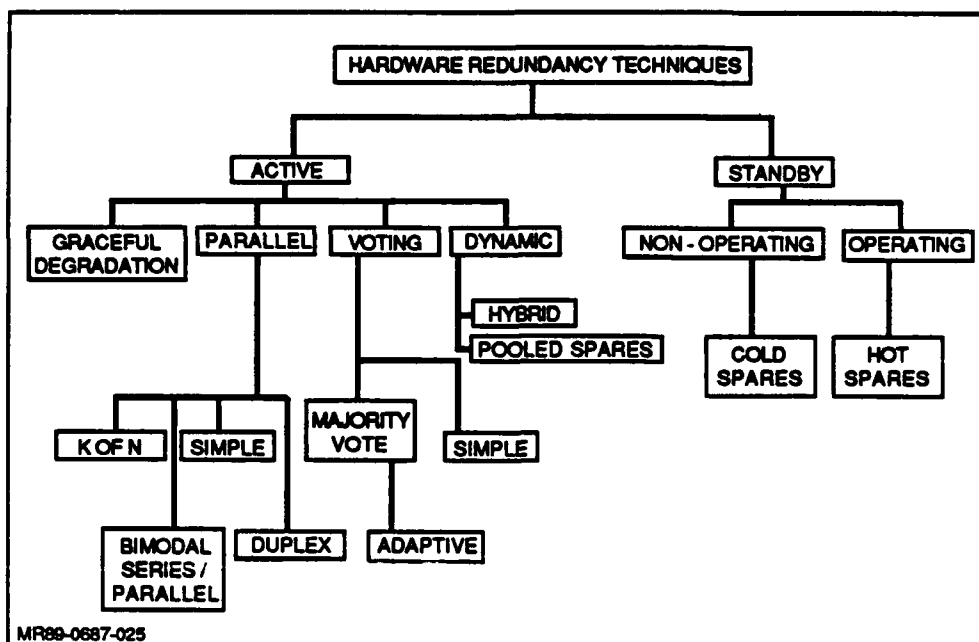 HARDWARE REDUNDANCY TECHNIQUES
ACTIVE
STANDBY
GRACEFUL
DEGRADATION
PARALLEL
VOTING
DYNAMIC
NON - OPERATING
OPERATING
HYBRID
POOLED SPARES
COLD
SPARES
HOT
SPARES
K OF N
SIMPLE
MAJORITY
VOTE
SIMPLE
BIMODAL
SERIES /
PARALLEL
DUPLEX
ADAPTIVE
MR89-0687-025